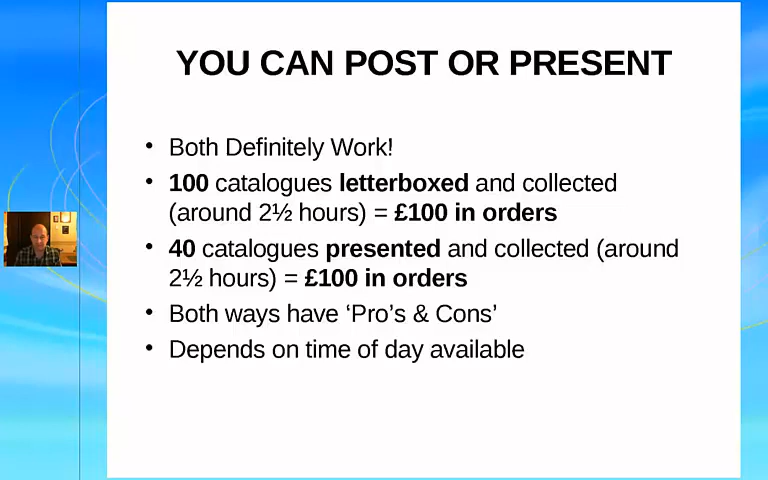 YOU CAN POST OR PRESENT
• Both Definitely Work!
• 100 catalogues letterboxed and collected
(around 2½ hours) = £100 in orders
• 40 catalogues presented and collected (around
2½ hours) = £100 in orders
• Both ways have ‘Pro’s & Cons’
• Depends on time of day available